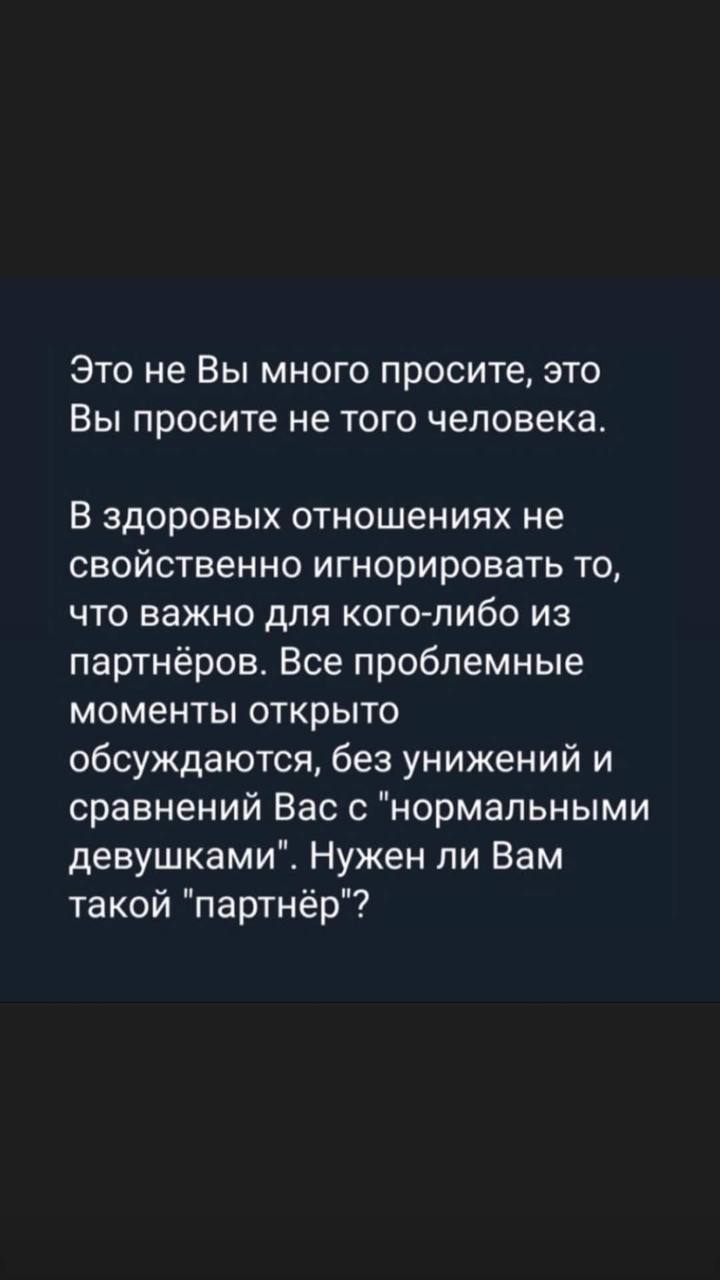 Это не Вы много просите, это
Вы просите не того человека.
В здоровых отношениях не
свойственно игнорировать то,
что важно для кого-либо из
партнёров. Все проблемные
моменты открыто
обсуждаются, без унижений и
сравнений Вас с "нормальными
девушками". Нужен ли Вам
такой "партнёр"?